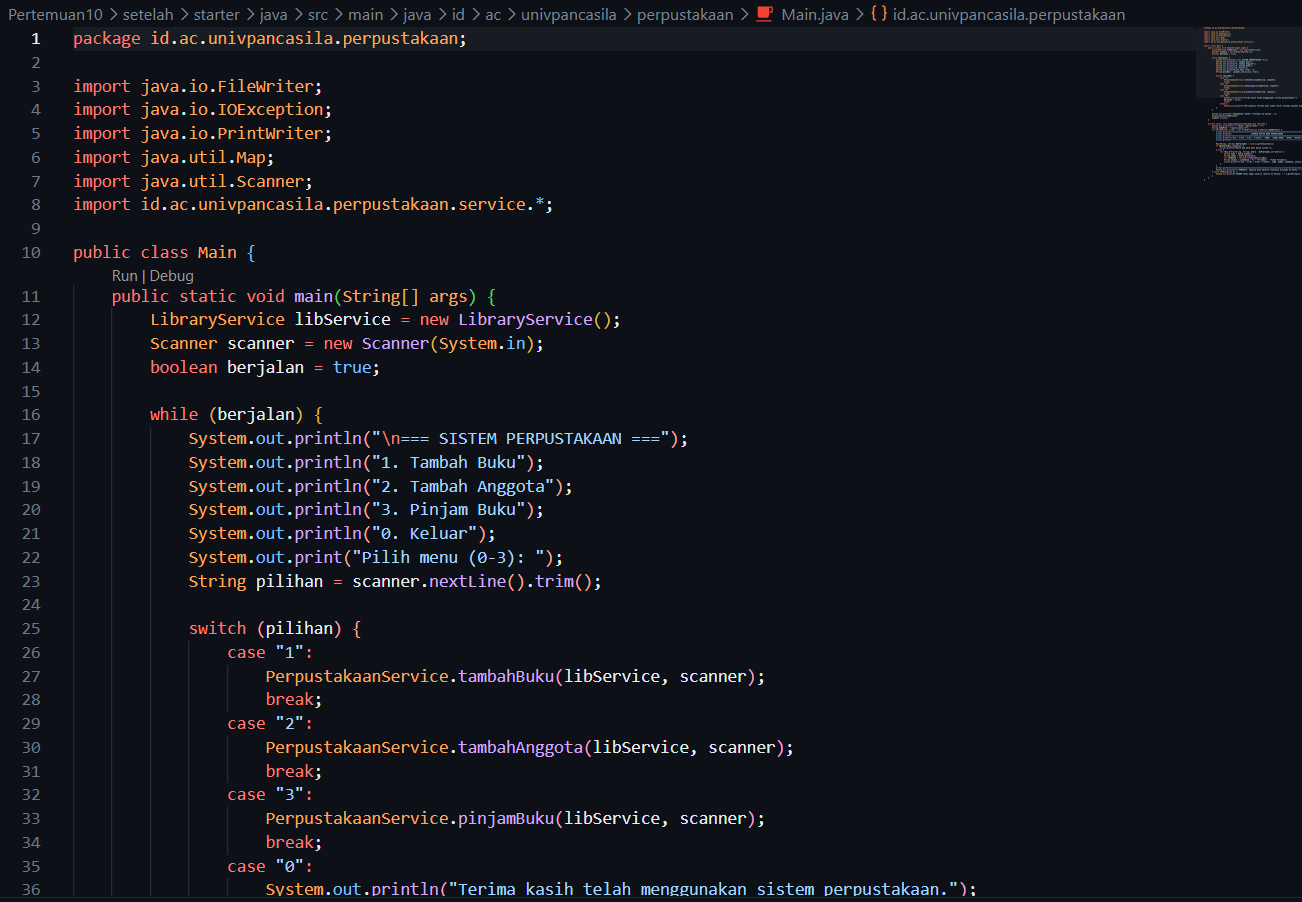 Pertemuan10 > setelah > starter > java > src > main > java > id > ac > univpancasila > perpustakaan > Main.java > {} id.ac.univpancasila.perpustakaan
1 package id.ac.univpancasila.perpustakaan;
2
3 import java.io.FileWriter;
4 import java.io.IOException;
5 import java.io.PrintWriter;
6 import java.util.Map;
7 import java.util.Scanner;
8 import id.ac.univpancasila.perpustakaan.service.*;
9
10 public class Main {
Run | Debug
11 public static void main(String[] args) {
12 LibraryService libService = new LibraryService();
13 Scanner scanner = new Scanner(System.in);
14 boolean berjalan = true;
15
16 while (berjalan) {
17 System.out.println("\n=== SISTEM PERPUSTAKAAN ===");
18 System.out.println("1. Tambah Buku");
19 System.out.println("2. Tambah Anggota");
20 System.out.println("3. Pinjam Buku");
21 System.out.println("0. Keluar");
22 System.out.print("Pilih menu (0-3): ");
23 String pilihan = scanner.nextLine().trim();
24
25 switch (pilihan) {
26 case "1":
27 PerpustakaanService.tambahBuku(libService, scanner);
28 break;
29 case "2":
30 PerpustakaanService.tambahAnggota(libService, scanner);
31 break;
32 case "3":
33 PerpustakaanService.pinjamBuku(libService, scanner);
34 break;
35 case "0":
36 System.out.println("Terima kasih telah menggunakan sistem perpustakaan.");